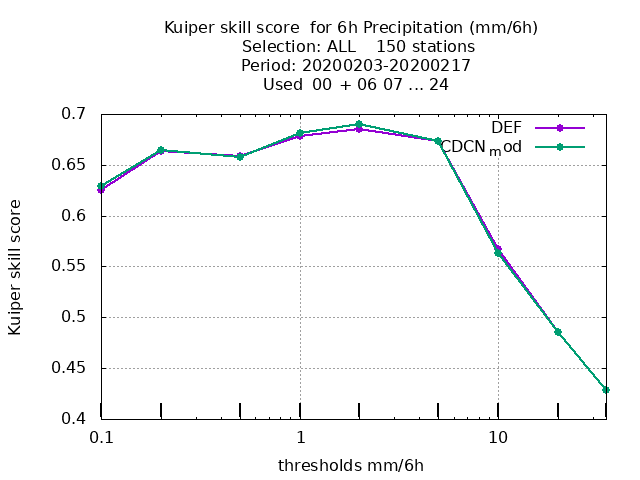 Kuiper skill score  for 6h Precipitation (mm/6h)
Selection: ALL    150 stations
Period: 20200203-20200217
Used  00 + 06 07 ... 24
DEF
CDCNmod
0.7
0.65
0.6
0.55
0.5
0.45
0.4
Kuiper skill score
0.1 1 10
thresholds mm/6h